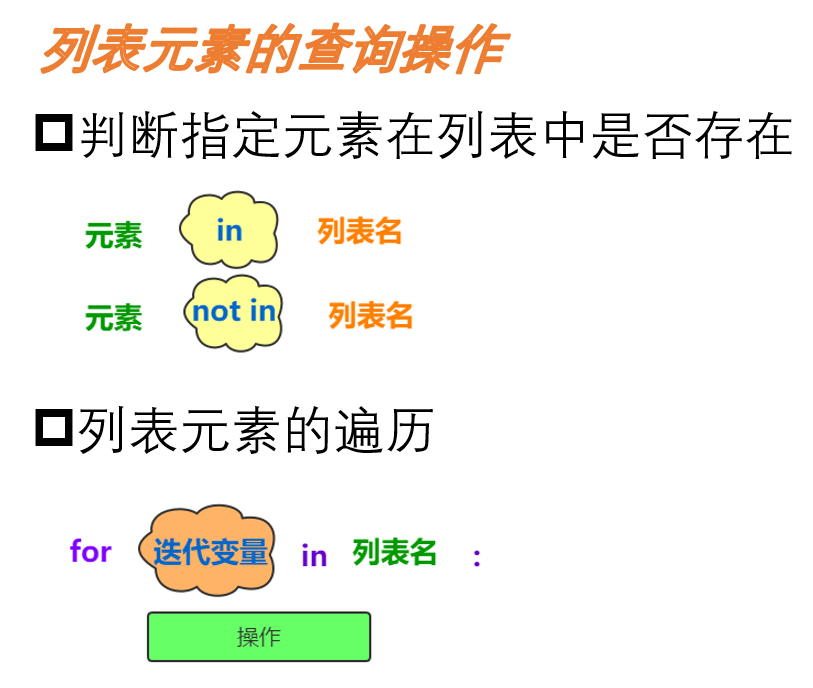 列表元素的查询操作
判断指定元素在列表中是否存在
元素 in 列表名
元素 not in 列表名
列表元素的遍历
for 迭代变量 in 列表名 :
操作